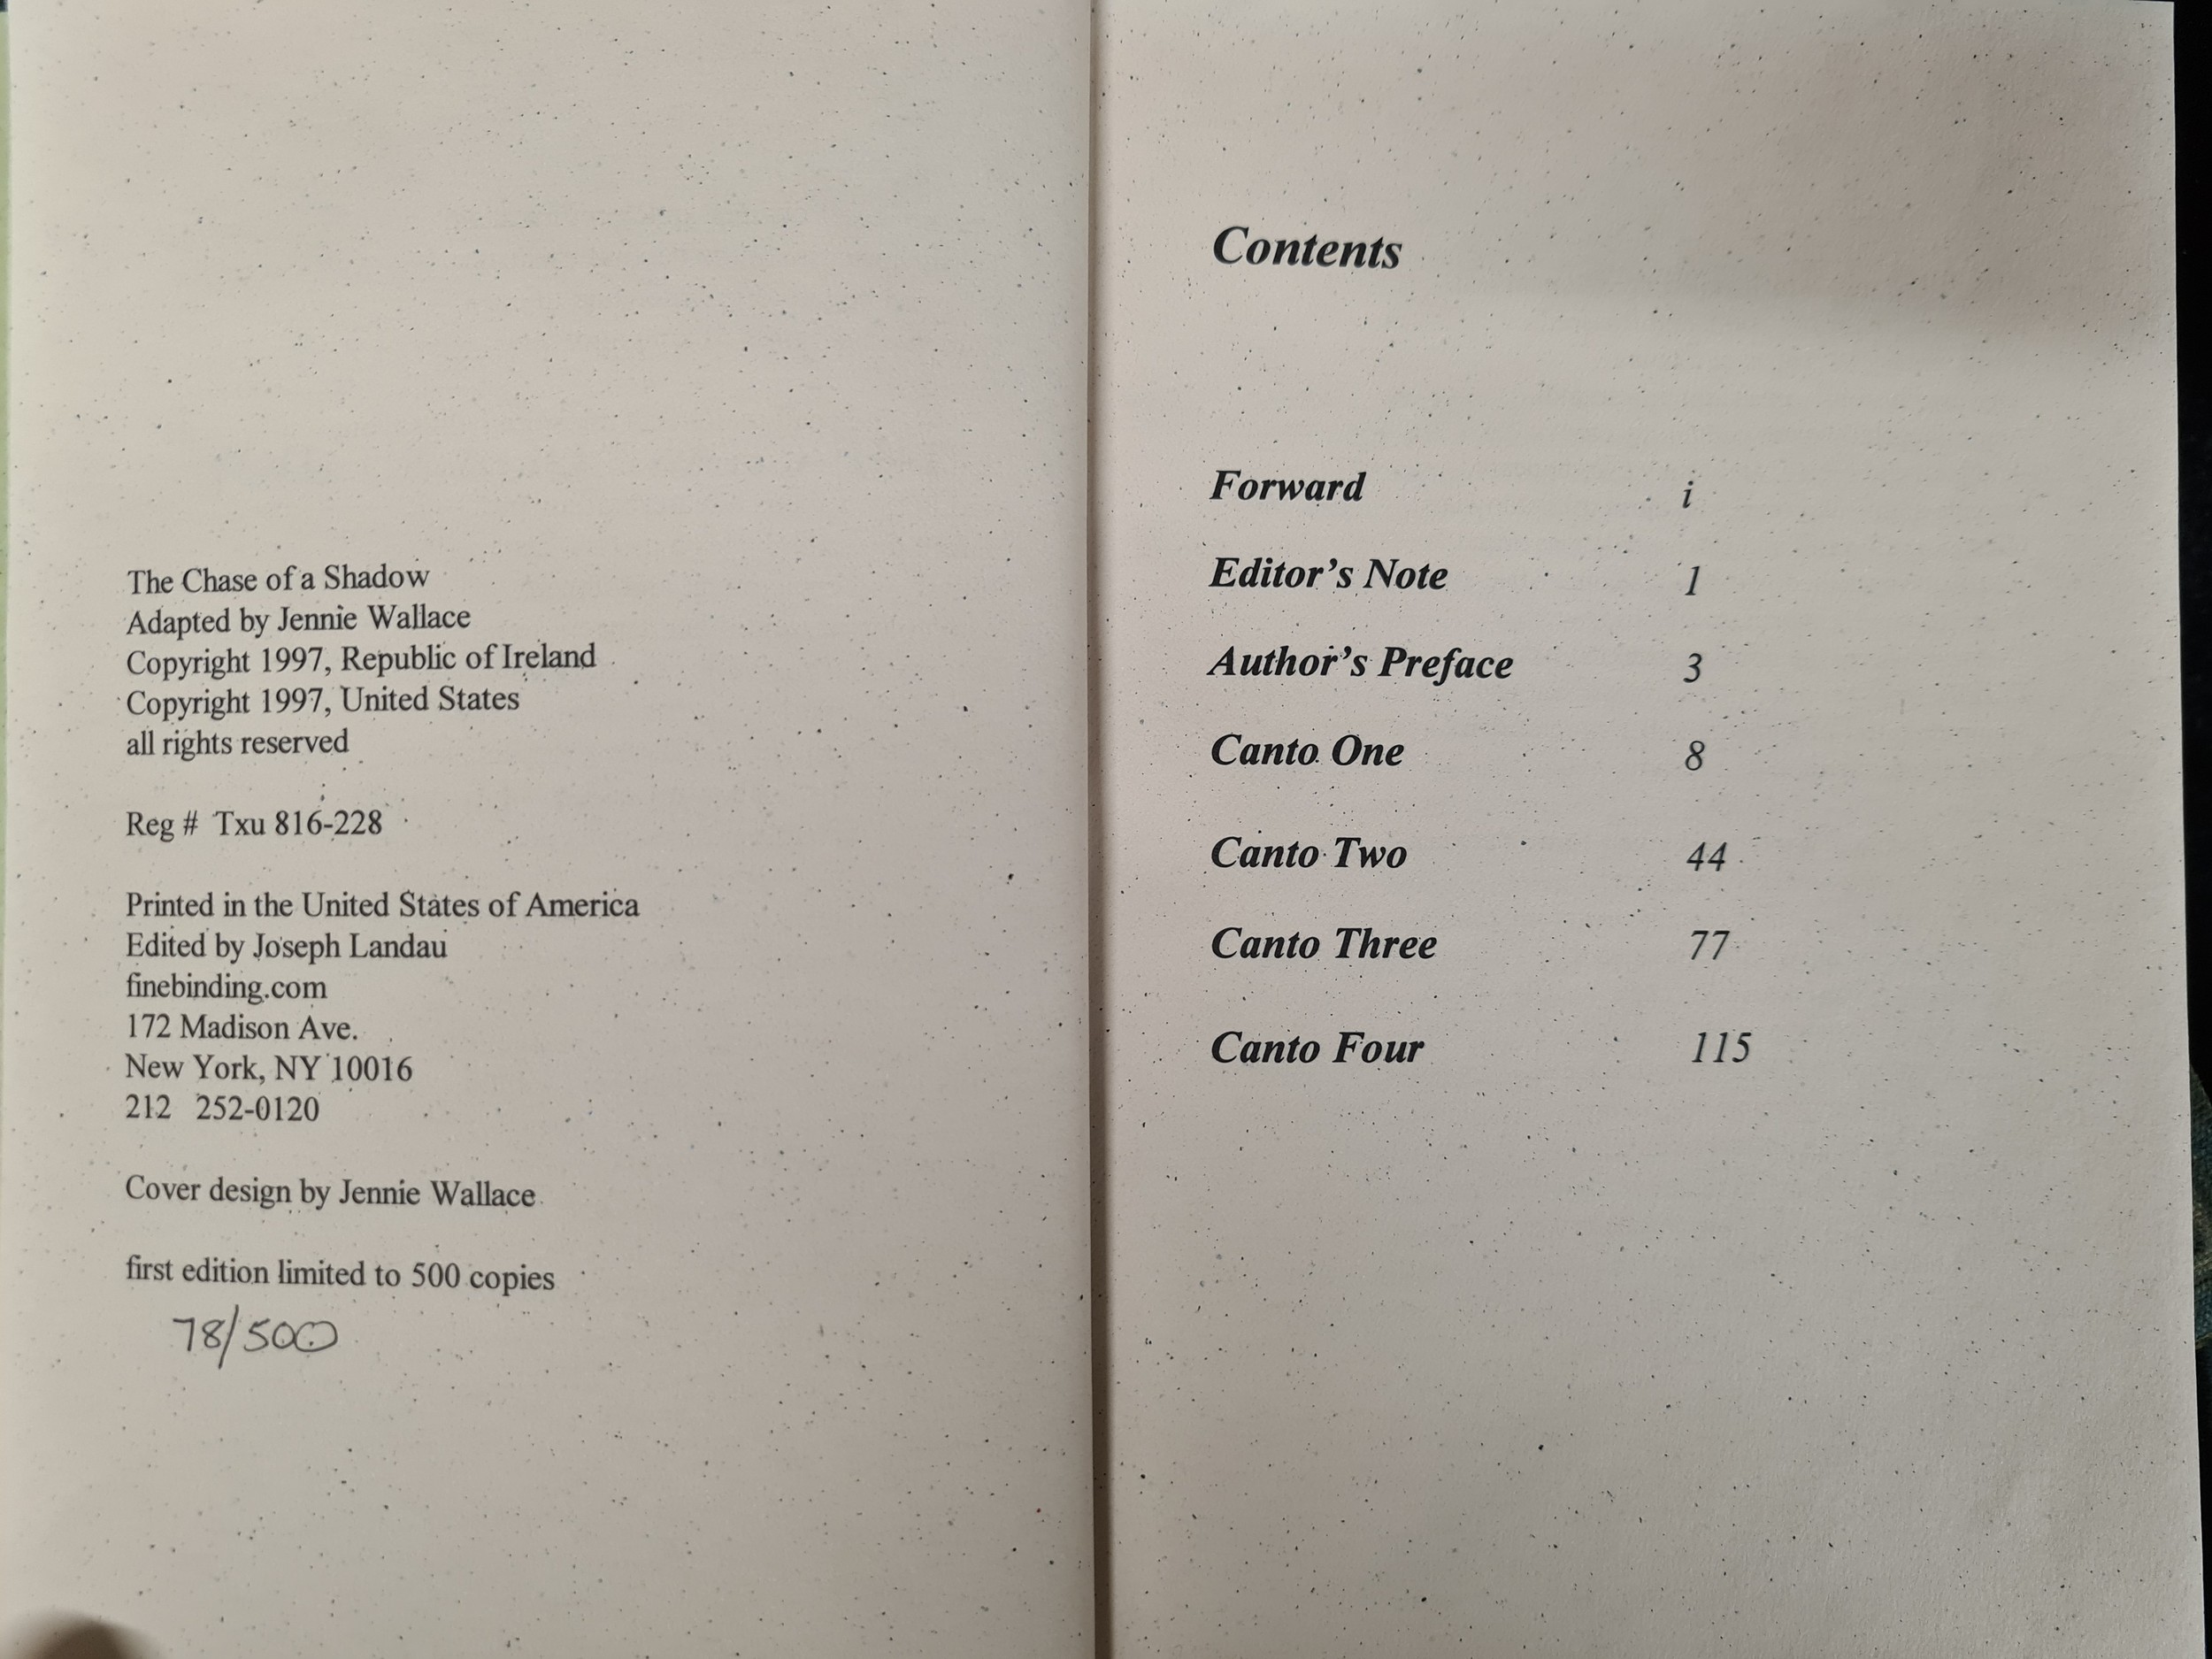 The Chase of a Shadow
Adapted by Jennie Wallace
Copyright 1997, Republic of Ireland
Copyright 1997, United States
all rights reserved
Reg # Txu 816-228
Printed in the United States of America
Edited by Joseph Landau
finebinding.com
172 Madison Ave.
New York, NY 10016
212 252-0120
Cover design by Jennie Wallace
first edition limited to 500 copies
78/500
Contents
Forward i
Editor's Note 1
Author's Preface 3
Canto One 8
Canto Two 44
Canto Three 77
Canto Four 115